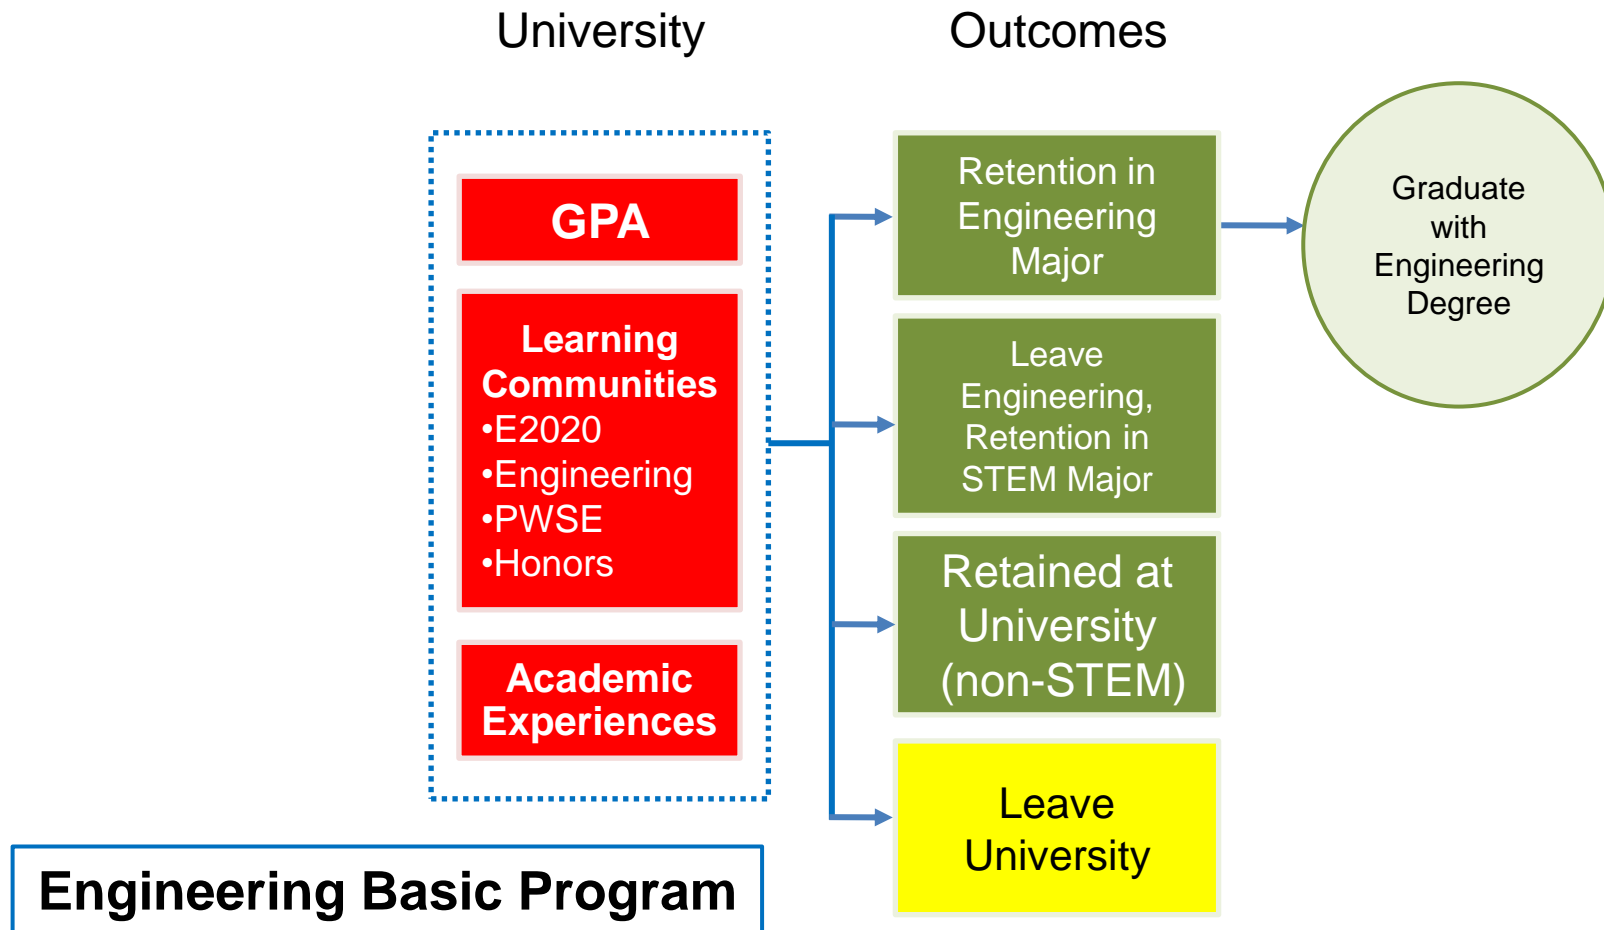 University
Outcomes
GPA
Learning
Communities
•E2020
•Engineering
•PWSE
•Honors
Academic
Experiences
Retention in
Engineering
Major
Leave
Engineering,
Retention in
STEM Major
Retained at
University
(non-STEM)
Leave
University
Graduate
with
Engineering
Degree
Engineering Basic Program